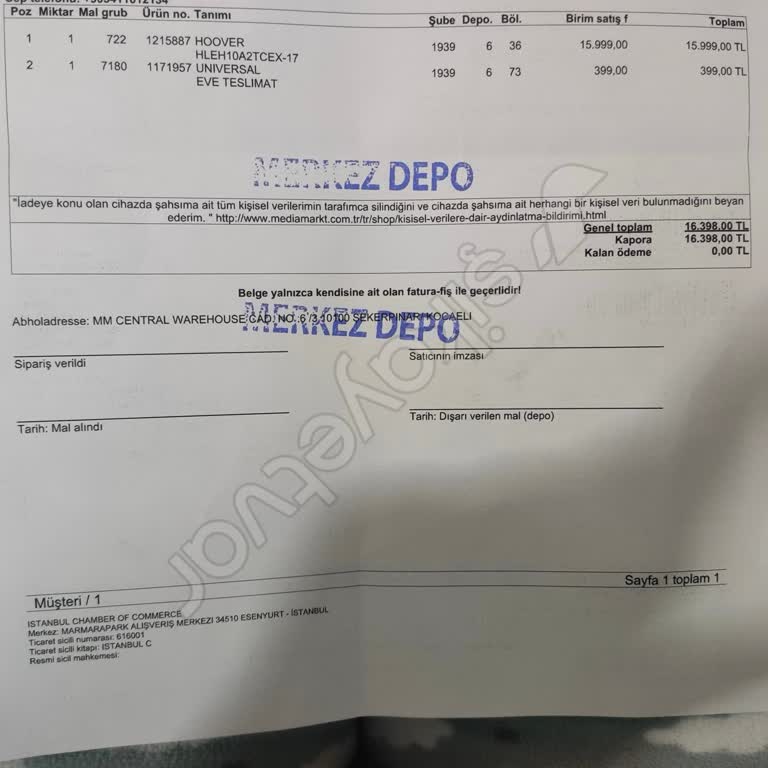 Poz Miktar Mal grub Ürün no. Tanımı Şube Depo. Böl. Birim satış f Toplam
1 1 722 1215887 HOOVER 1939 6 36 15.999,00 15.999,00 TL
HLEH10A2TCEX-17
2 1 7180 1171957 UNIVERSAL 1939 6 73 399,00 399,00 TL
EVE TESLIMAT
MERKEZ DEPO
"İadeye konu olan cihazda şahsıma ait tüm kişisel verilerimin tarafımca silindiğini ve cihazda şahsıma ait herhangi bir kişisel veri bulunmadığını beyan
ederim. " http://www.mediamarkt.com.tr/tr/shop/kisisel-verilere-dair-aydinlatma-bildirimi.html
Genel toplam 16.398,00 TL
Kapora 16.398,00 TL
Kalan ödeme 0,00 TL
Belge yalnızca kendisine ait olan fatura-fiş ile geçerlidir!
MERKEZ DEPO
Abholadresse: MM CENTRAL WAREHOUSE CAD. NO.:6 /3,10100 SEKERPINAR/KOCAELI
Sipariş verildi Satıcının imzası
Tarih: Mal alındı Tarih: Dışarı verilen mal (depo)
şikayetvar
Müşteri / 1 Sayfa 1 toplam 1
ISTANBUL CHAMBER OF COMMERCE
Merkez: MARMARAPARK ALIŞVERİŞ MERKEZI 34510 ESENYURT - İSTANBUL
Ticaret sicili numarası: 616001
Ticaret sicili kitapı: ISTANBUL C
Resmi sicil mahkemesi: